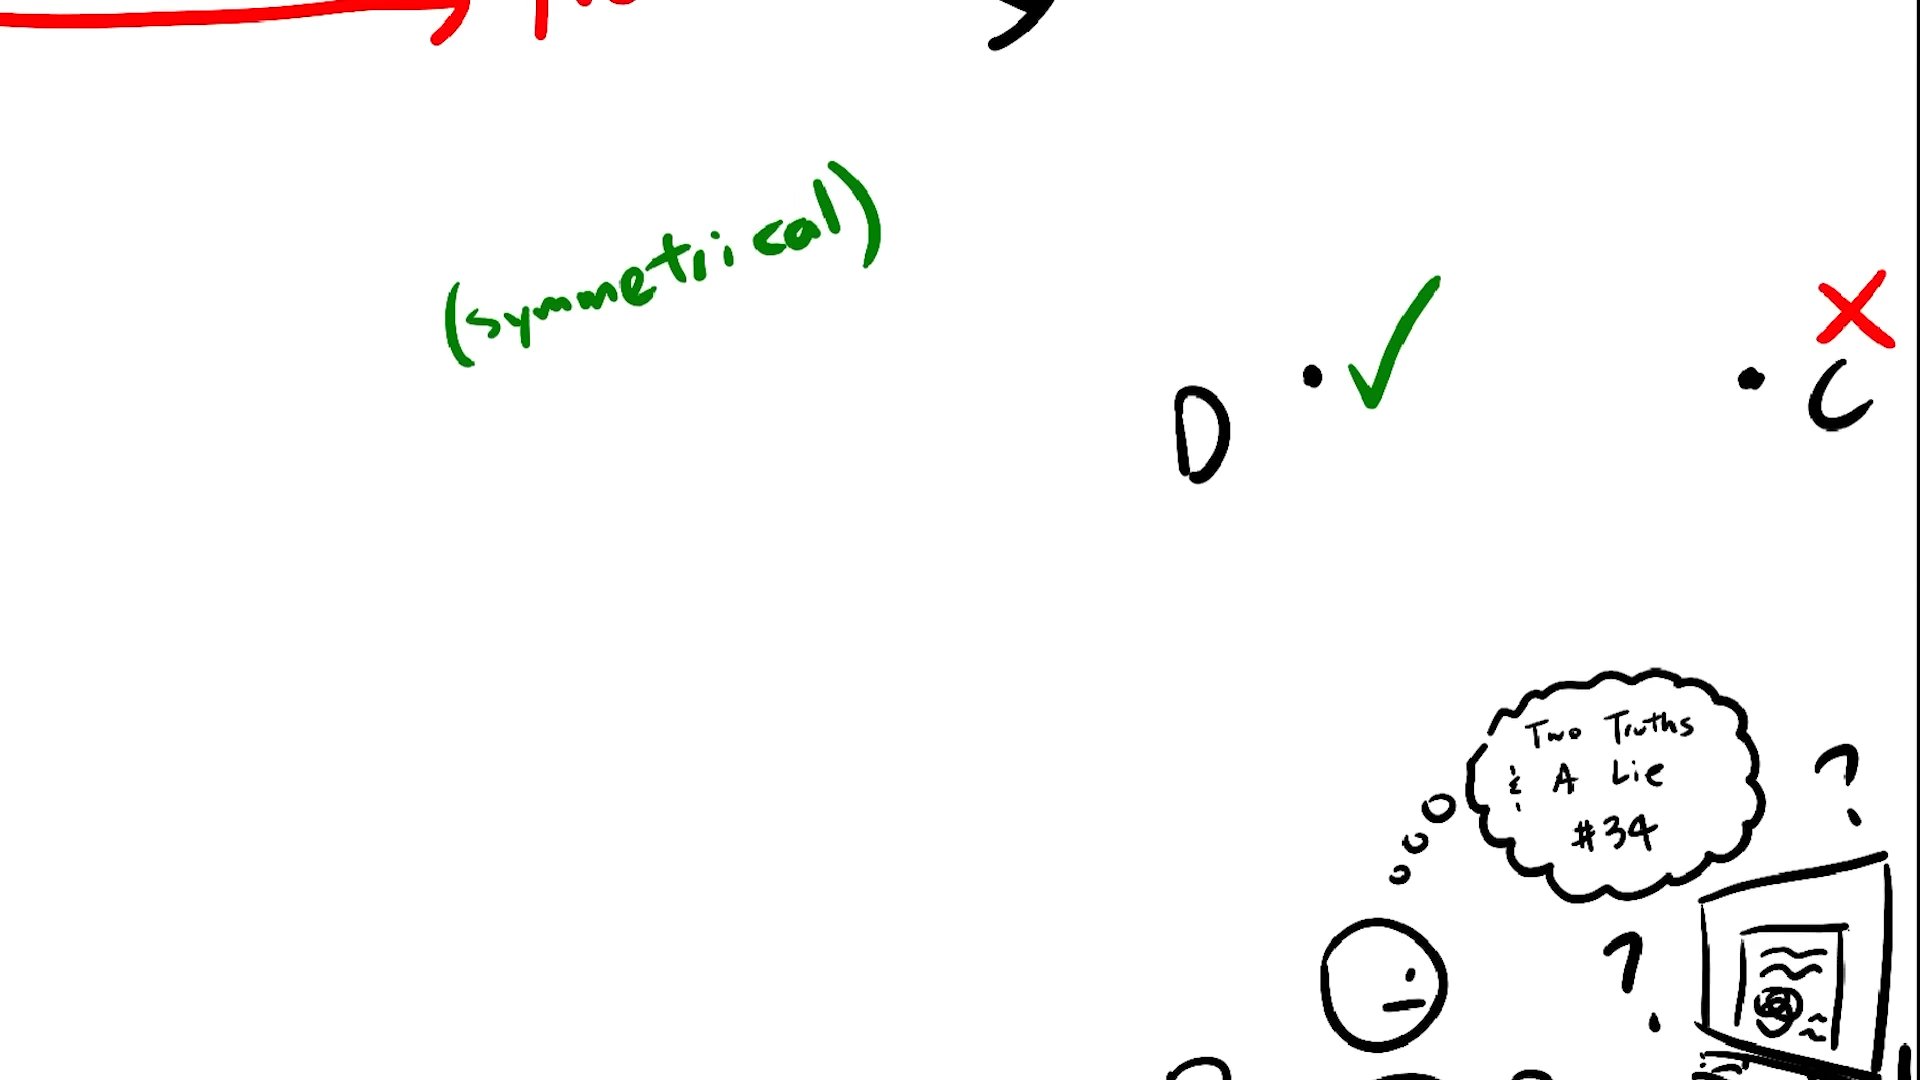 (symmetrical)
D
C
Two Truths
& A Lie
#34
?
?